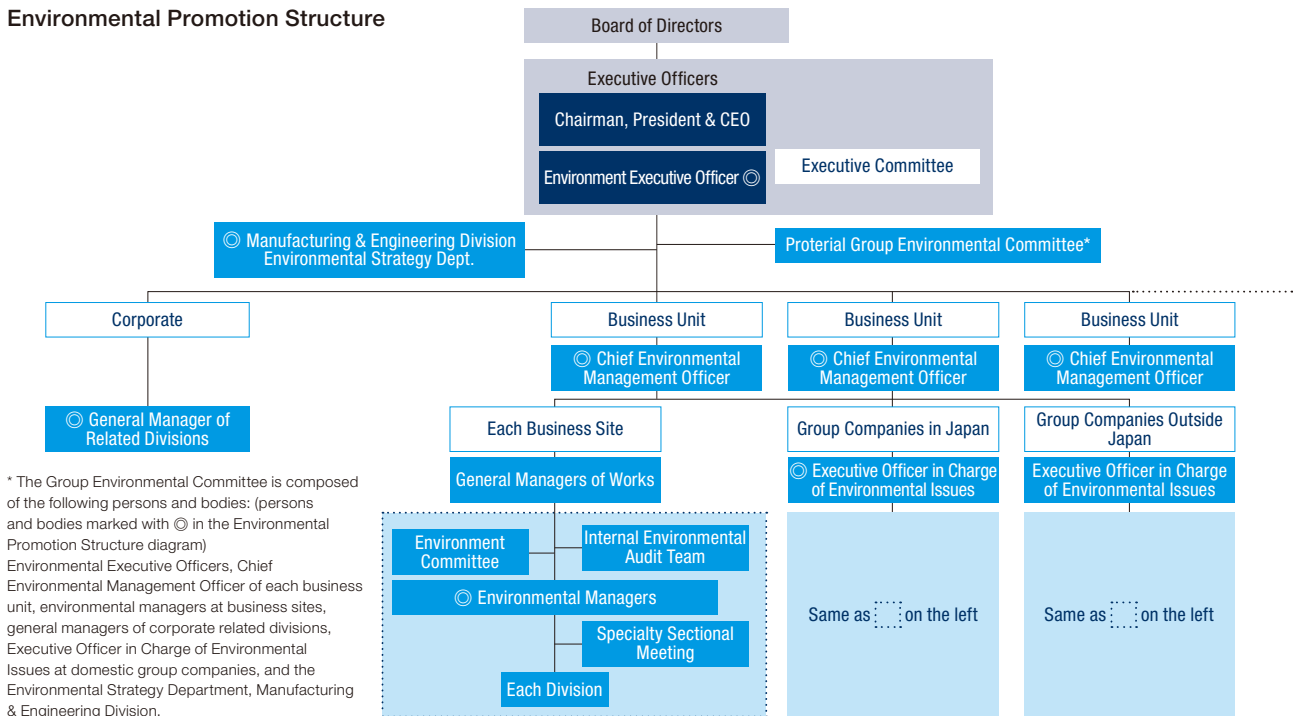 Environmental Promotion Structure
Board of Directors
Executive Officers
Chairman, President & CEO
Environment Executive Officer ◎
Executive Committee
◎ Manufacturing & Engineering Division
Environmental Strategy Dept.
Proterial Group Environmental Committee*
Corporate
Business Unit
Business Unit
Business Unit
◎ Chief Environmental
Management Officer
◎ Chief Environmental
Management Officer
◎ Chief Environmental
Management Officer
◎ General Manager of
Related Divisions
Each Business Site
Group Companies in Japan
Group Companies Outside
Japan
General Managers of Works
◎ Executive Officer in Charge
of Environmental Issues
Executive Officer in Charge
of Environmental Issues
Environment
Committee
Internal Environmental
Audit Team
◎ Environmental Managers
Specialty Sectional
Meeting
Each Division
Same as on the left
Same as on the left
* The Group Environmental Committee is composed
of the following persons and bodies: (persons
and bodies marked with ◎ in the Environmental
Promotion Structure diagram)
Environmental Executive Officers, Chief
Environmental Management Officer of each business
unit, environmental managers at business sites,
general managers of corporate related divisions,
Executive Officer in Charge of Environmental
Issues at domestic group companies, and the
Environmental Strategy Department, Manufacturing
& Engineering Division.